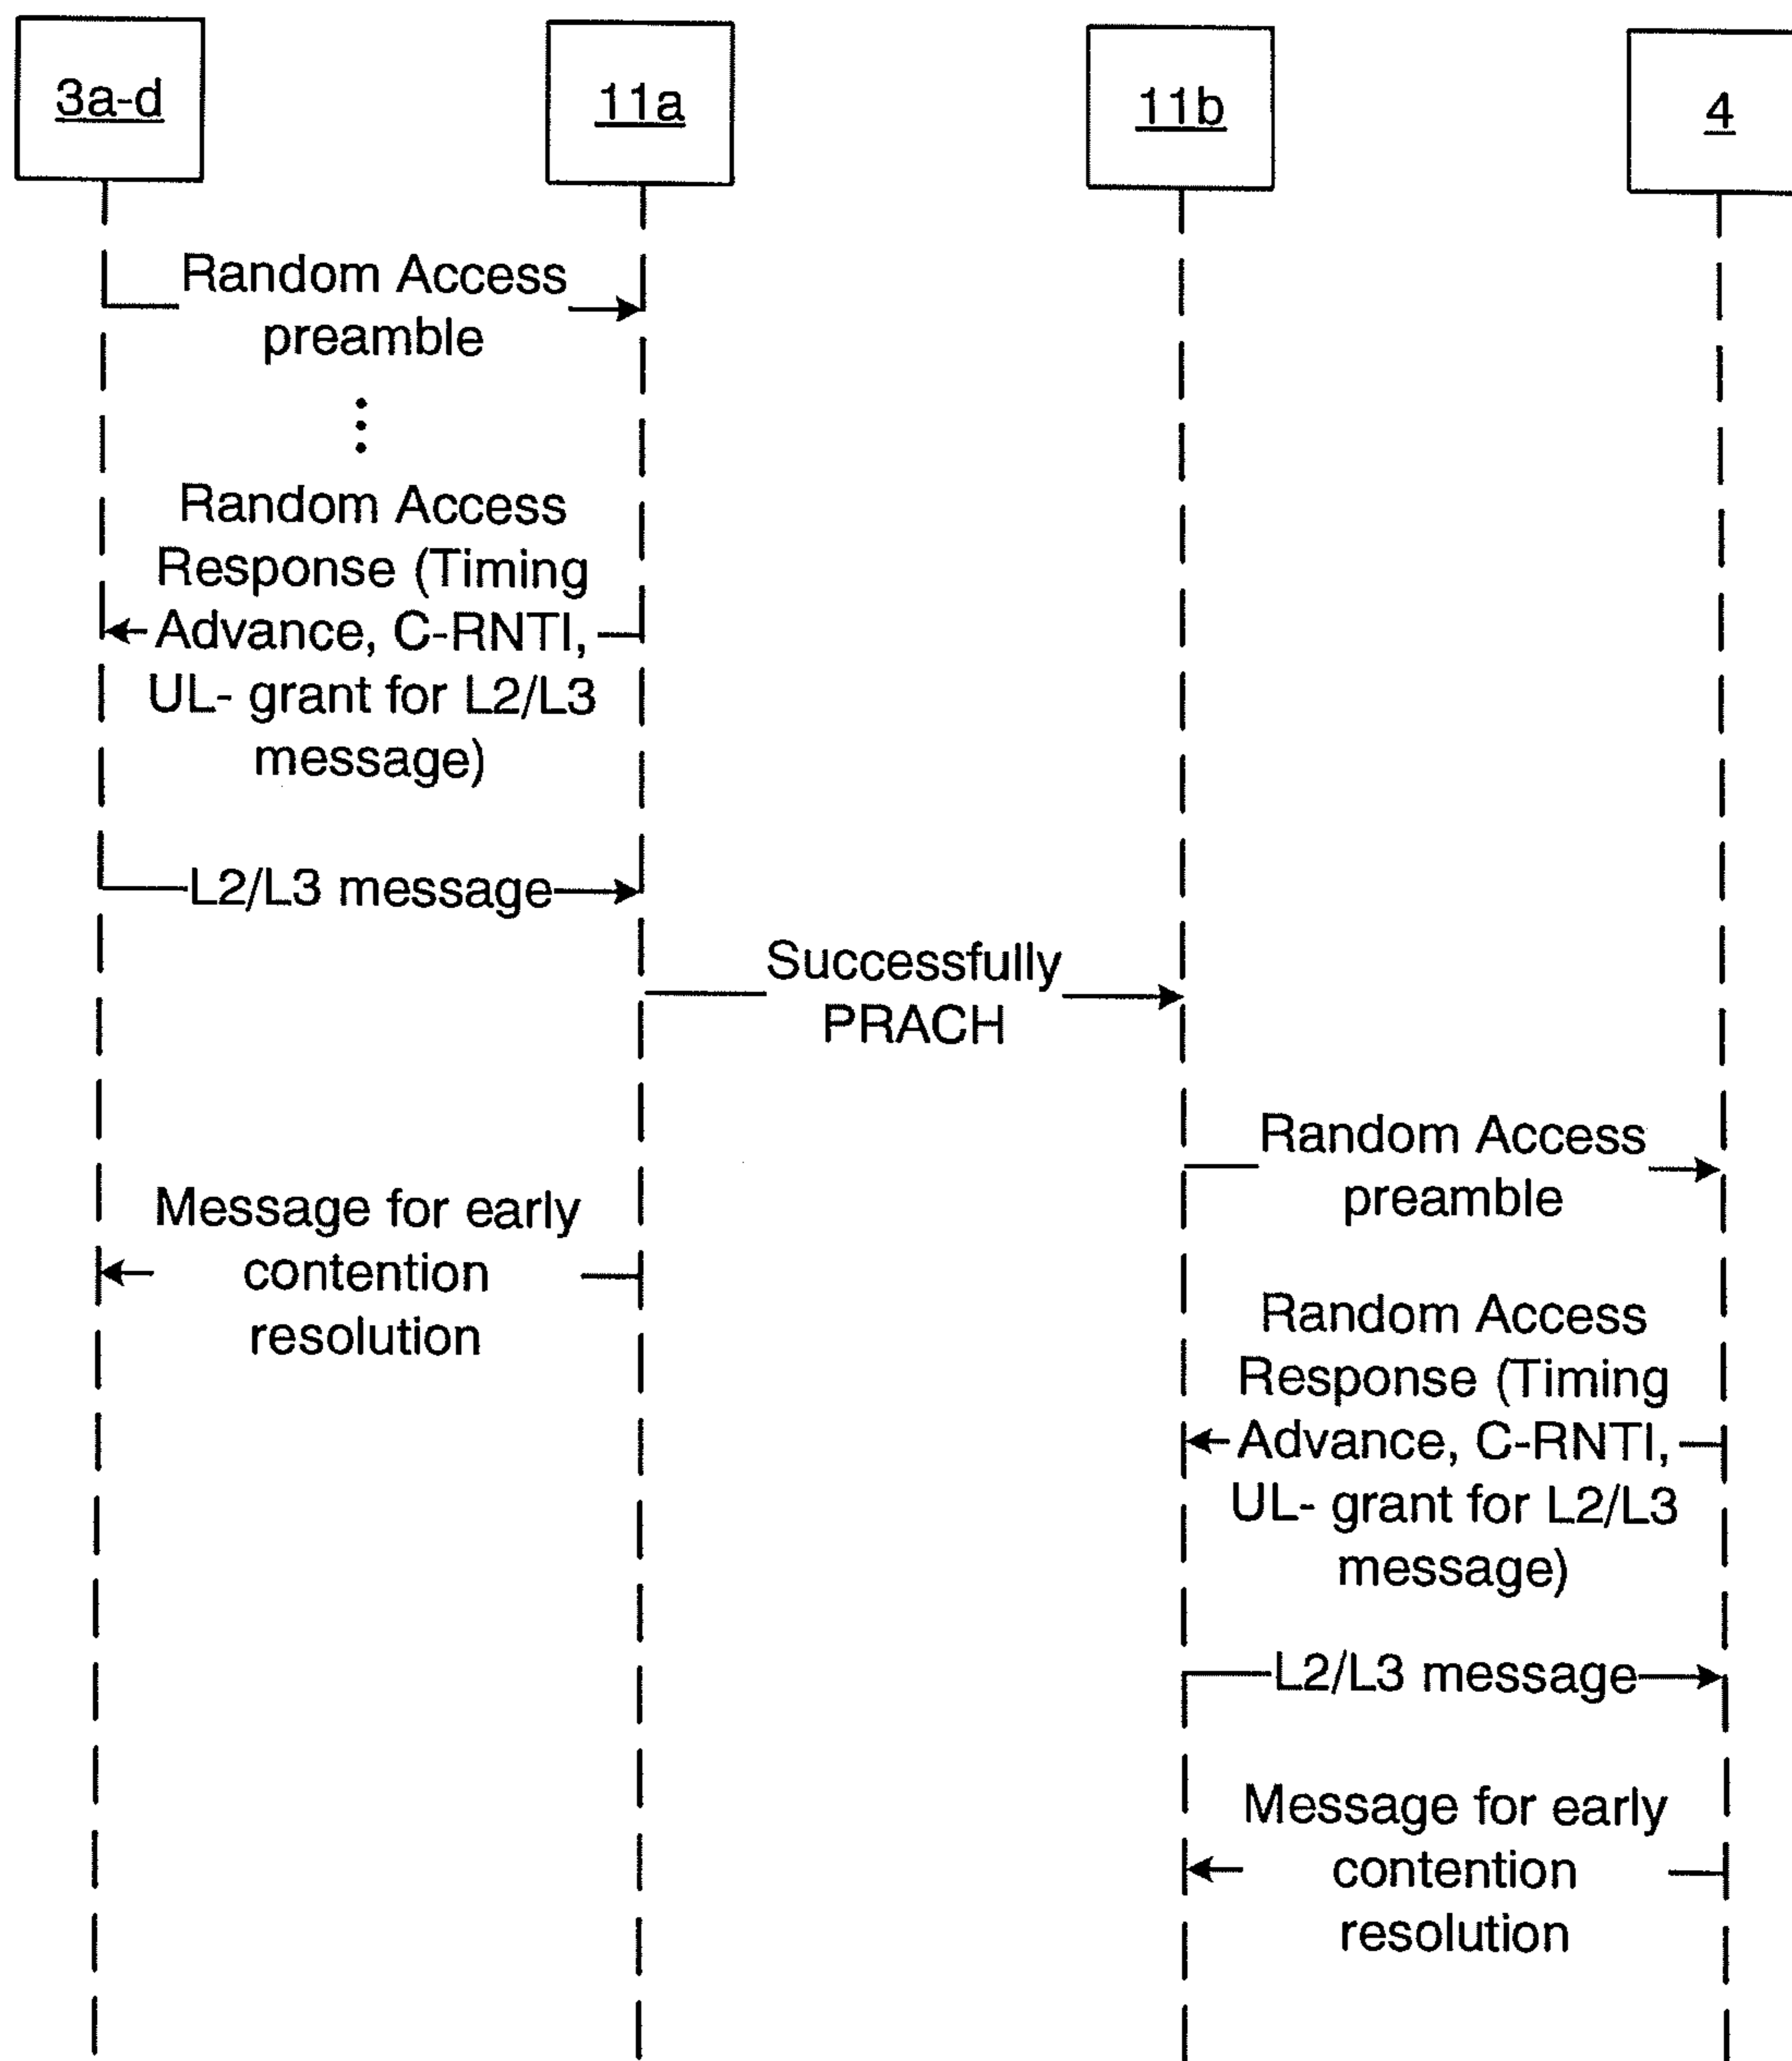 3a-d
11a
11b
4
Random Access
preamble
Random Access
Response (Timing
Advance, C-RNTI,
UL- grant for L2/L3
message)
L2/L3 message
Successfully
PRACH
Random Access
preamble
Message for early
contention
resolution
Random Access
Response (Timing
Advance, C-RNTI,
UL- grant for L2/L3
message)
L2/L3 message
Message for early
contention
resolution